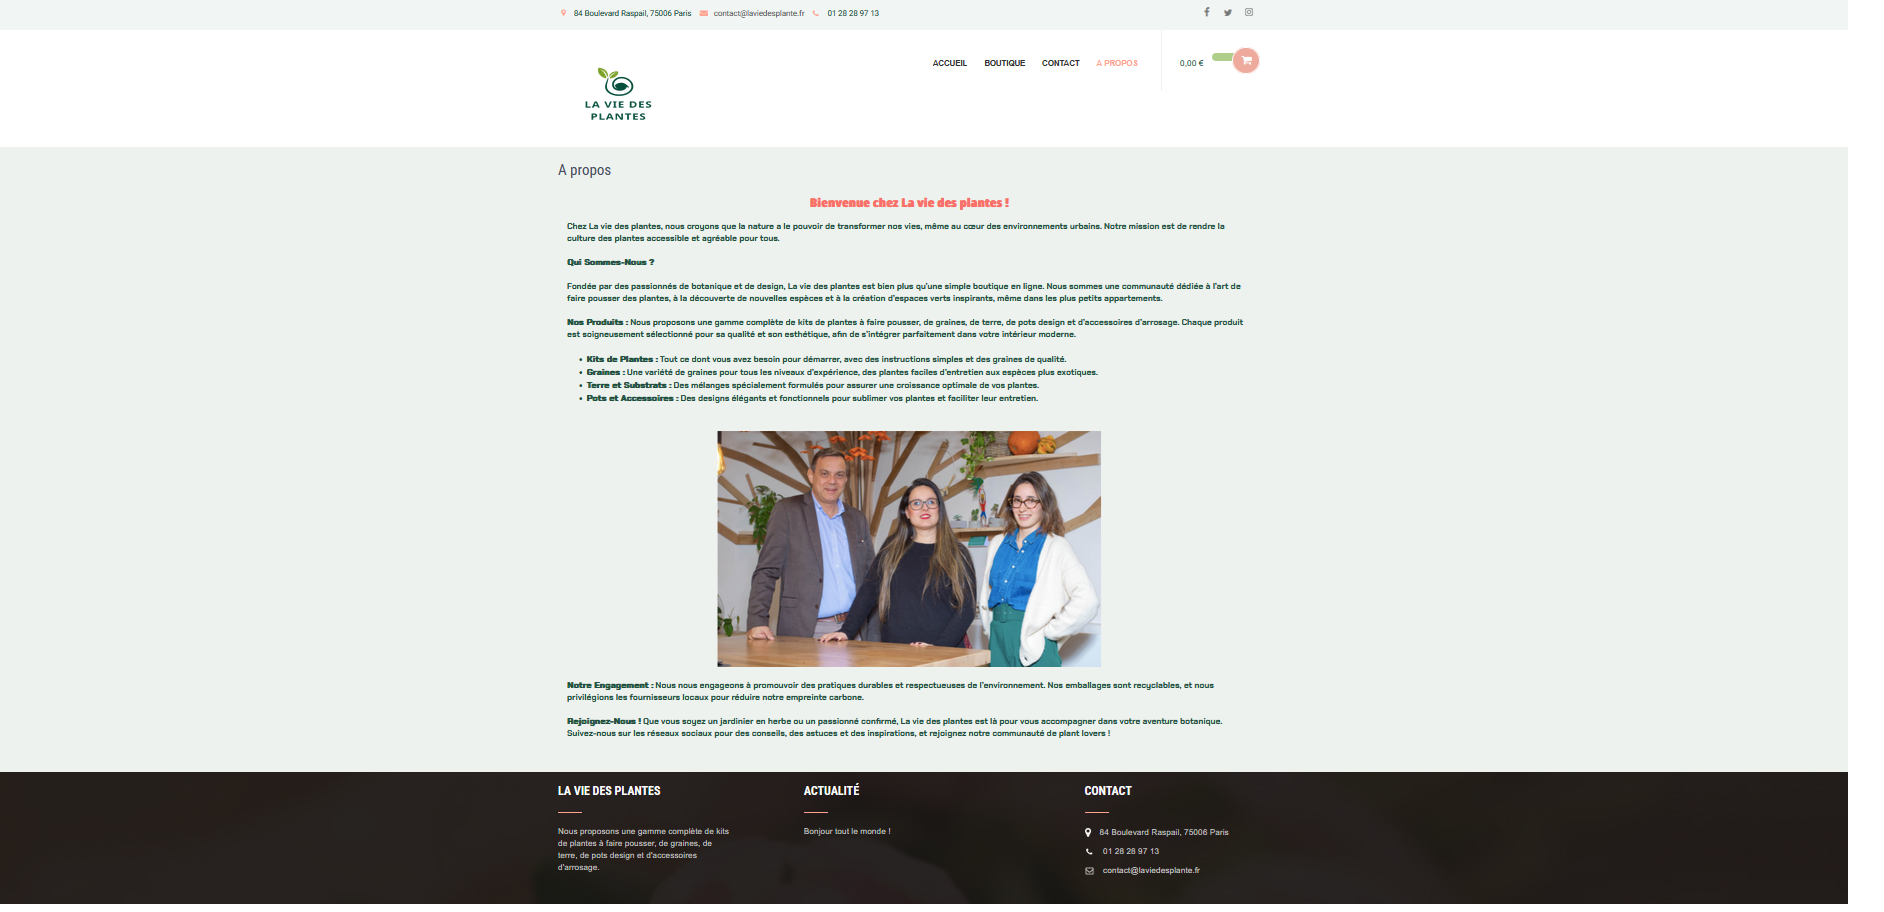 84 Boulevard Raspail, 75006 Paris contact@laviedesplante.fr 01 28 28 97 13
LA VIE DES
PLANTES
ACCUEIL BOUTIQUE CONTACT A PROPOS 0,00 €
A propos
Bienvenue chez La vie des plantes !
Chez La vie des plantes, nous croyons que la nature a le pouvoir de transformer nos vies, même au cœur des environnements urbains. Notre mission est de rendre la
culture des plantes accessible et agréable pour tous.
Qui Sommes-Nous ?
Fondée par des passionnés de botanique et de design, La vie des plantes est bien plus qu'une simple boutique en ligne. Nous sommes une communauté dédiée à l'art de
faire pousser des plantes, à la découverte de nouvelles espèces et à la création d'espaces verts inspirants, même dans les plus petits appartements.
Nos Produits : Nous proposons une gamme complète de kits de plantes à faire pousser, de graines, de terre, de pots design et d'accessoires d'arrosage. Chaque produit
est soigneusement sélectionné pour sa qualité et son esthétique, afin de s'intégrer parfaitement dans votre intérieur moderne.
• Kits de Plantes : Tout ce dont vous avez besoin pour démarrer, avec des instructions simples et des graines de qualité.
• Graines : Une variété de graines pour tous les niveaux d'expérience, des plantes faciles d'entretien aux espèces plus exotiques.
• Terre et Substrats : Des mélanges spécialement formulés pour assurer une croissance optimale de vos plantes.
• Pots et Accessoires : Des designs élégants et fonctionnels pour sublimer vos plantes et faciliter leur entretien.
Notre Engagement : Nous nous engageons à promouvoir des pratiques durables et respectueuses de l'environnement. Nos emballages sont recyclables, et nous
privilégions les fournisseurs locaux pour réduire notre empreinte carbone.
Rejoignez-Nous ! Que vous soyez un jardinier en herbe ou un passionné confirmé, La vie des plantes est là pour vous accompagner dans votre aventure botanique.
Suivez-nous sur les réseaux sociaux pour des conseils, des astuces et des inspirations, et rejoignez notre communauté de plant lovers !
LA VIE DES PLANTES
Nous proposons une gamme complète de kits
de plantes à faire pousser, de graines, de
terre, de pots design et d'accessoires
d'arrosage.
ACTUALITÉ
Bonjour tout le monde !
CONTACT
84 Boulevard Raspail, 75006 Paris
01 28 28 97 13
contact@laviedesplante.fr